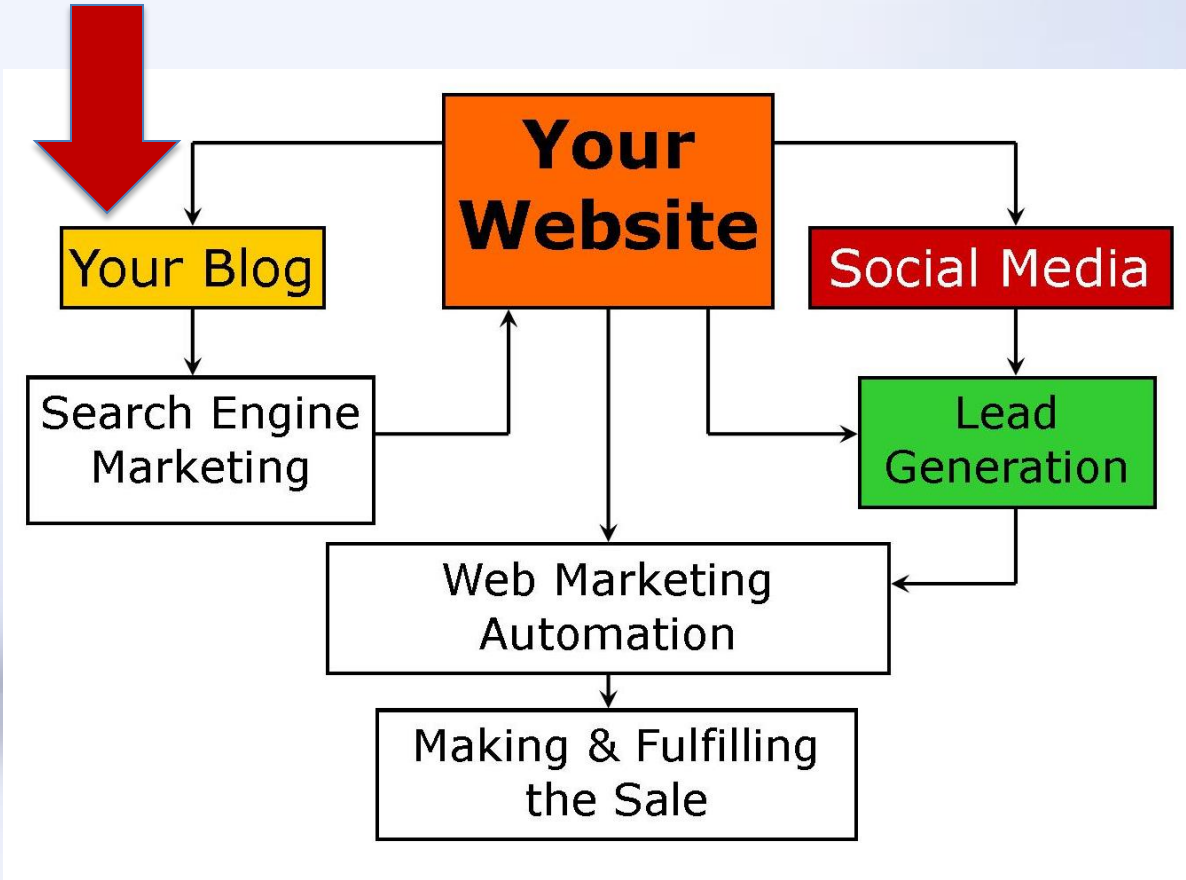 Your
Website
Your Blog
Social Media
Search Engine
Marketing
Lead
Generation
Web Marketing
Automation
Making & Fulfilling
the Sale